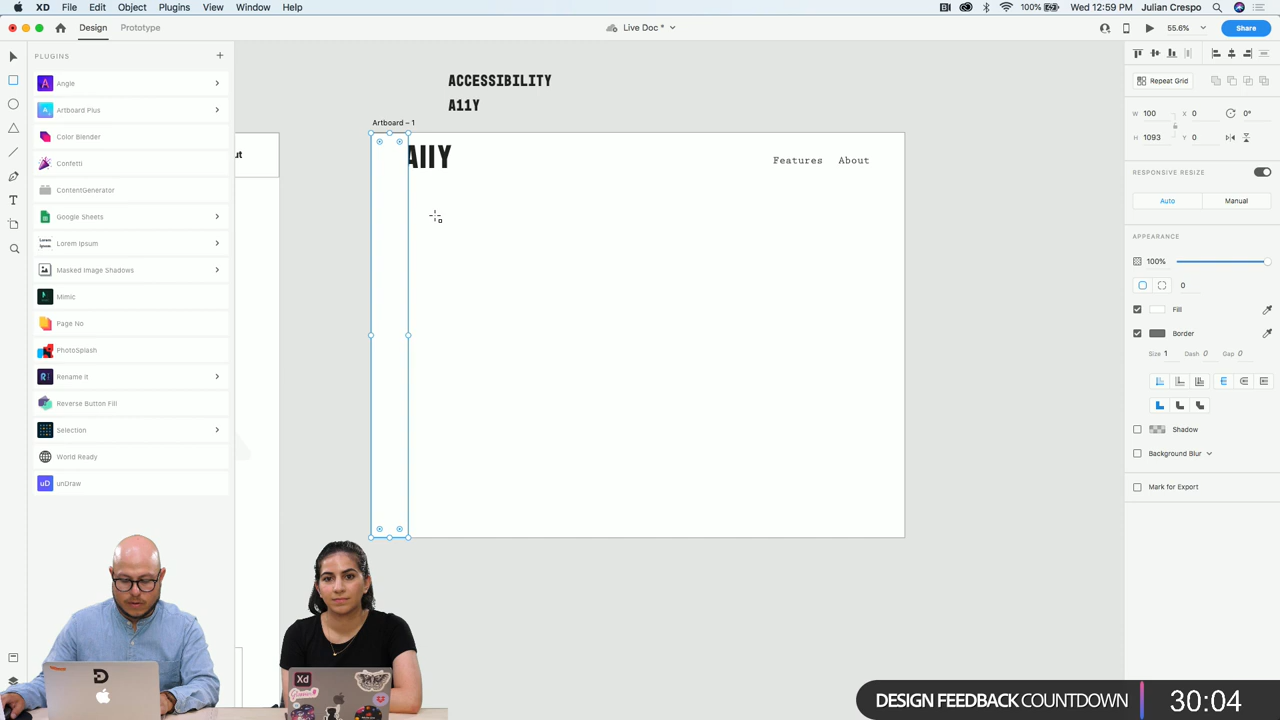 XD File Edit Object Plugins View Window Help
100% Wed 12:59 PM Julian Crespo
Design Prototype
Live Doc *
55.6%
Share
PLUGINS
Angle
Artboard Plus
Color Blender
Confetti
ContentGenerator
Google Sheets
Lorem Ipsum
Lorem Ipsum
Masked Image Shadows
Mimic
Page No
PhotoSplash
Rename It
Reverse Button Fill
Selection
World Ready
uD unDraw
ut
ACCESSIBILITY
A11Y
Artboard – 1
A11Y
Features About
Repeat Grid
W 100 X 0 0°
H 1093 Y 0
RESPONSIVE RESIZE
Auto Manual
APPEARANCE
100%
0
Fill
Border
Size 1 Dash 0 Gap 0
Shadow
Background Blur
Mark for Export
Xd
DESIGN FEEDBACK COUNTDOWN 30:04